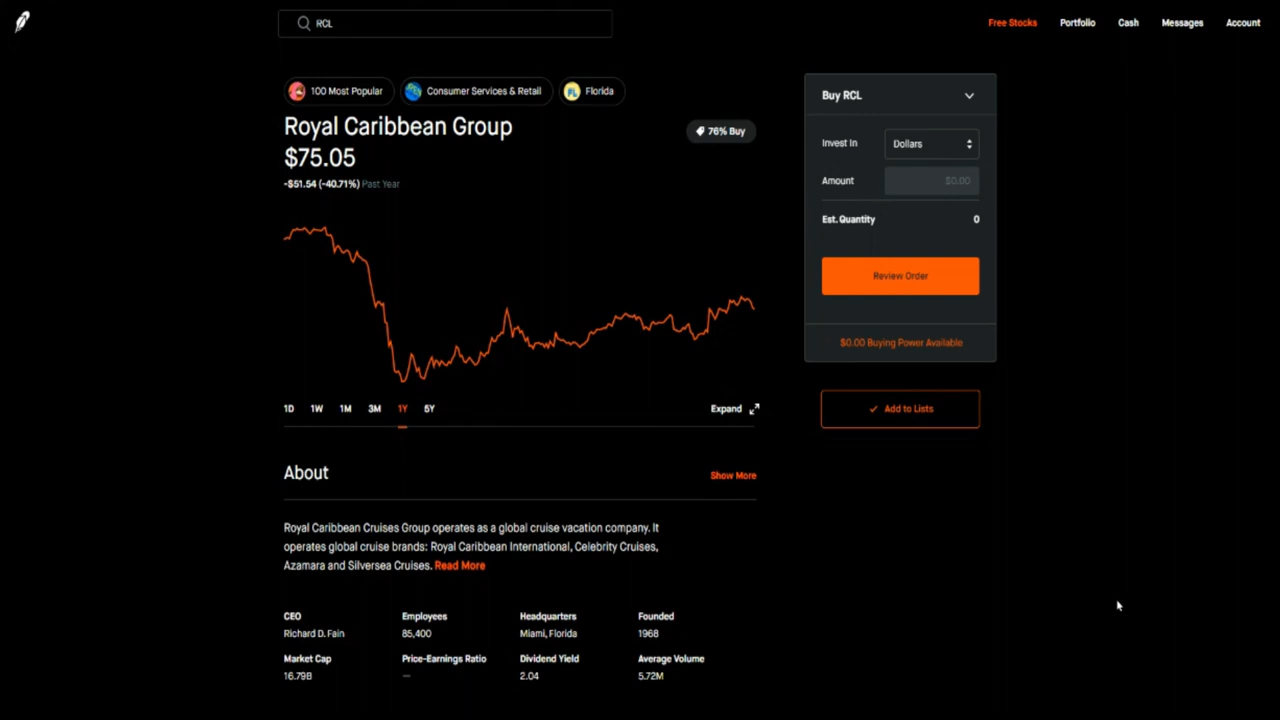 RCL
Free Stocks
Portfolio
Cash
Messages
Account
100 Most Popular
Consumer Services & Retail
FL
Florida
Royal Caribbean Group
$75.05
-$51.54 (-40.71%) Past Year
76% Buy
Buy RCL
Invest In
Dollars
Amount
$0.00
Est. Quantity
0
Review Order
$0.00 Buying Power Available
Add to Lists
1D
1W
1M
3M
1Y
5Y
Expand
About
Show More
Royal Caribbean Cruises Group operates as a global cruise vacation company. It
operates global cruise brands: Royal Caribbean International, Celebrity Cruises,
Azamara and Silversea Cruises. Read More
CEO
Richard D. Fain
Employees
85,400
Headquarters
Miami, Florida
Founded
1968
Market Cap
16.79B
Price-Earnings Ratio
—
Dividend Yield
2.04
Average Volume
5.72M